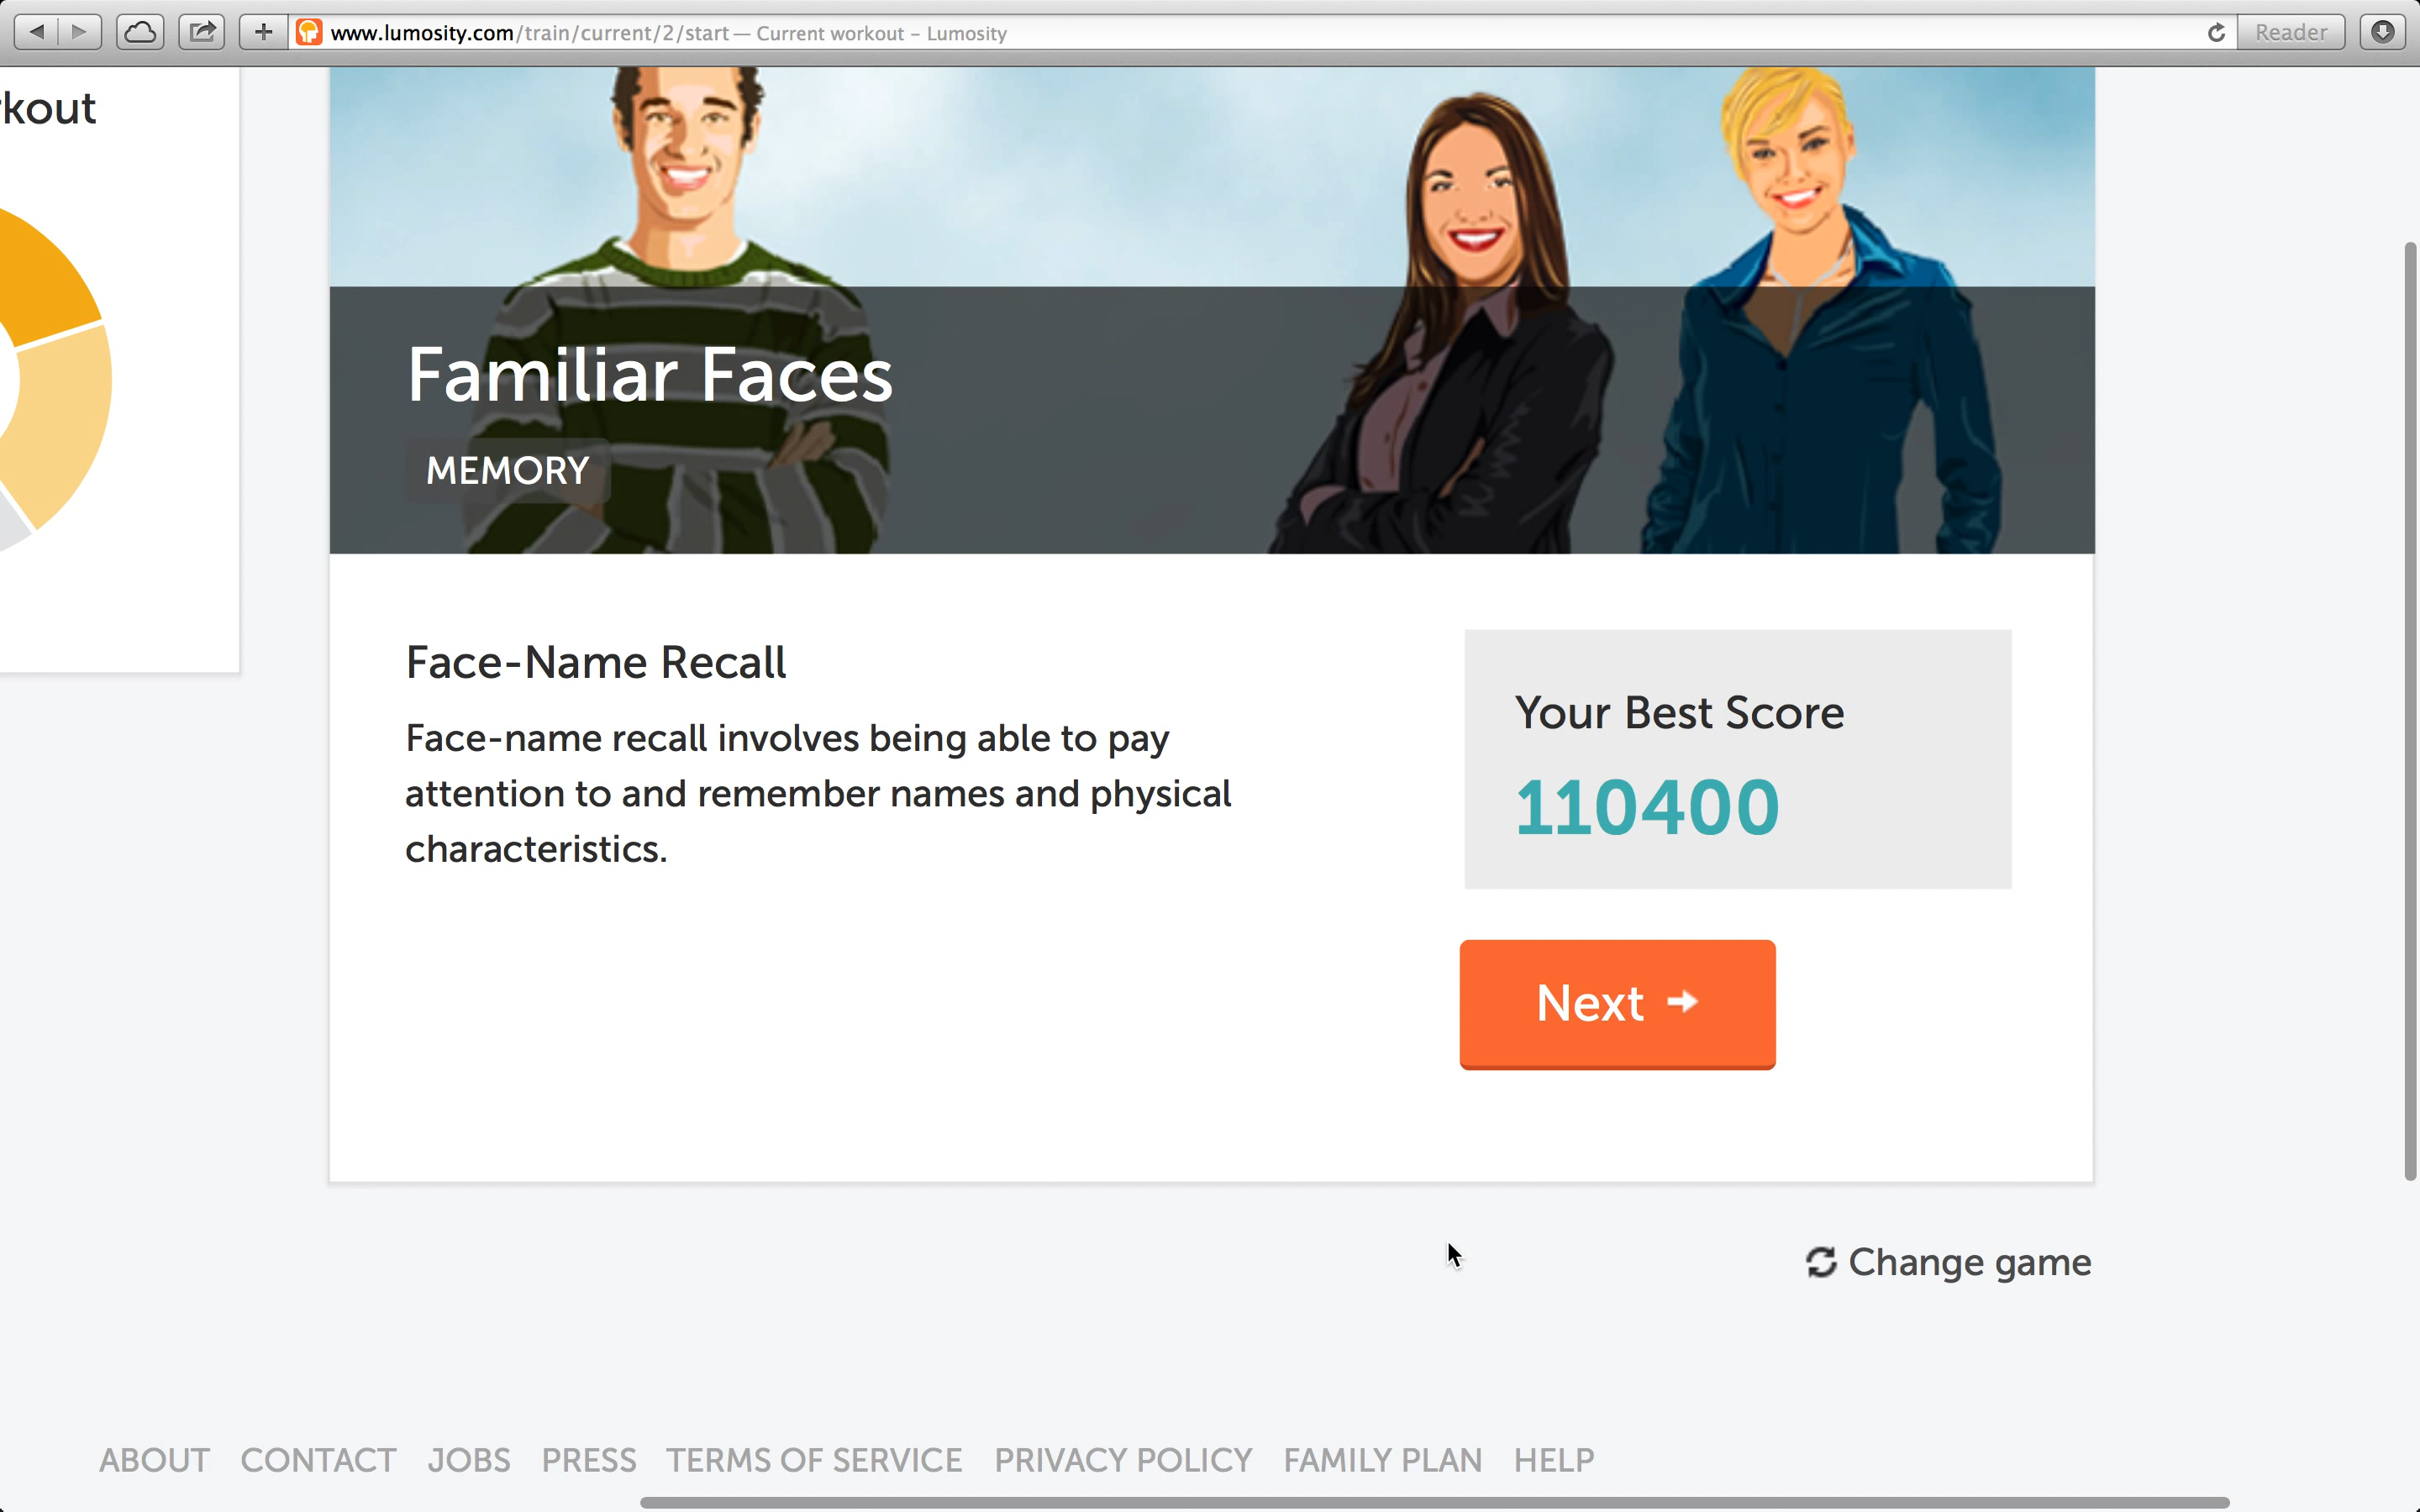 www.lumosity.com/train/current/2/start — Current workout – Lumosity
Reader
kout
Familiar Faces
MEMORY
Face-Name Recall
Face-name recall involves being able to pay
attention to and remember names and physical
characteristics.
Your Best Score
110400
Next
Change game
ABOUT CONTACT JOBS PRESS TERMS OF SERVICE PRIVACY POLICY FAMILY PLAN HELP